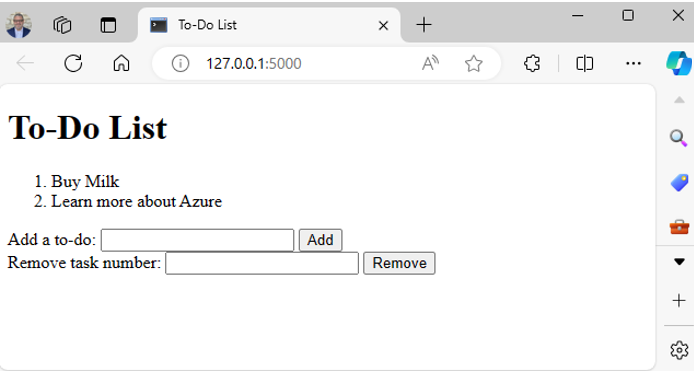 To-Do List
127.0.0.1:5000
To-Do List
1. Buy Milk
2. Learn more about Azure
Add a to-do: Add
Remove task number: Remove